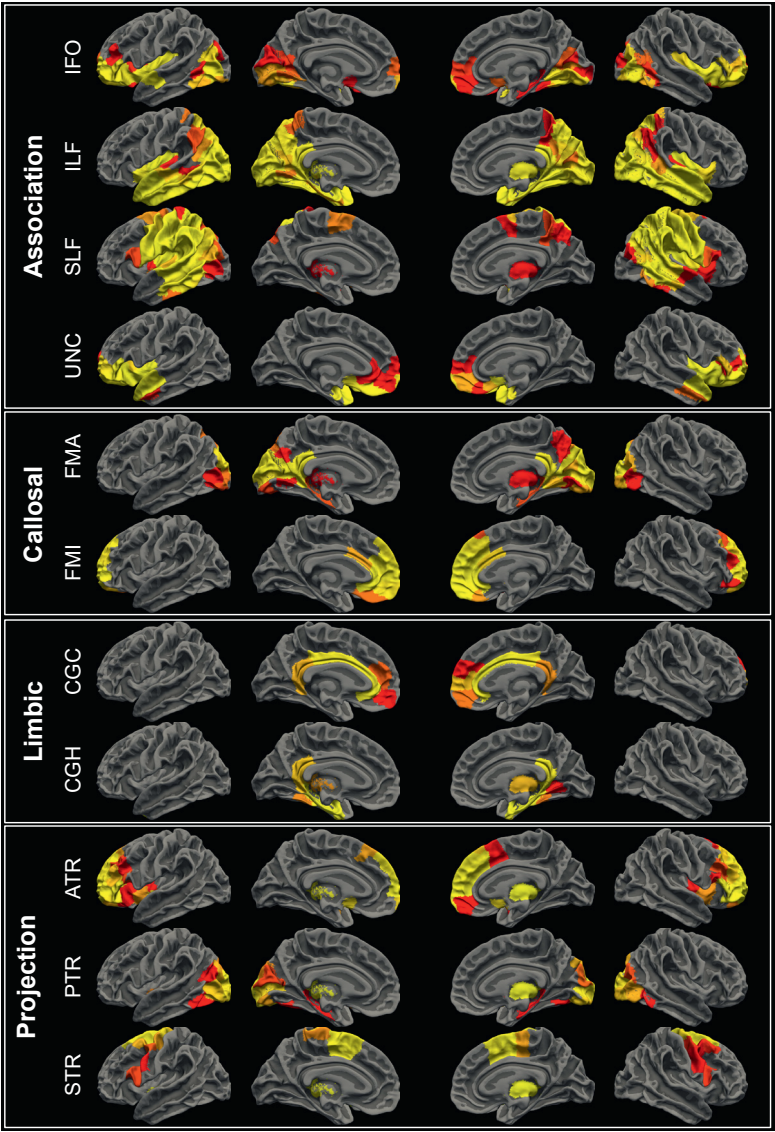 Association
IFO
ILF
SLF
UNC
Callosal
FMA
FMI
Limbic
CGC
CGH
Projection
ATR
PTR
STR